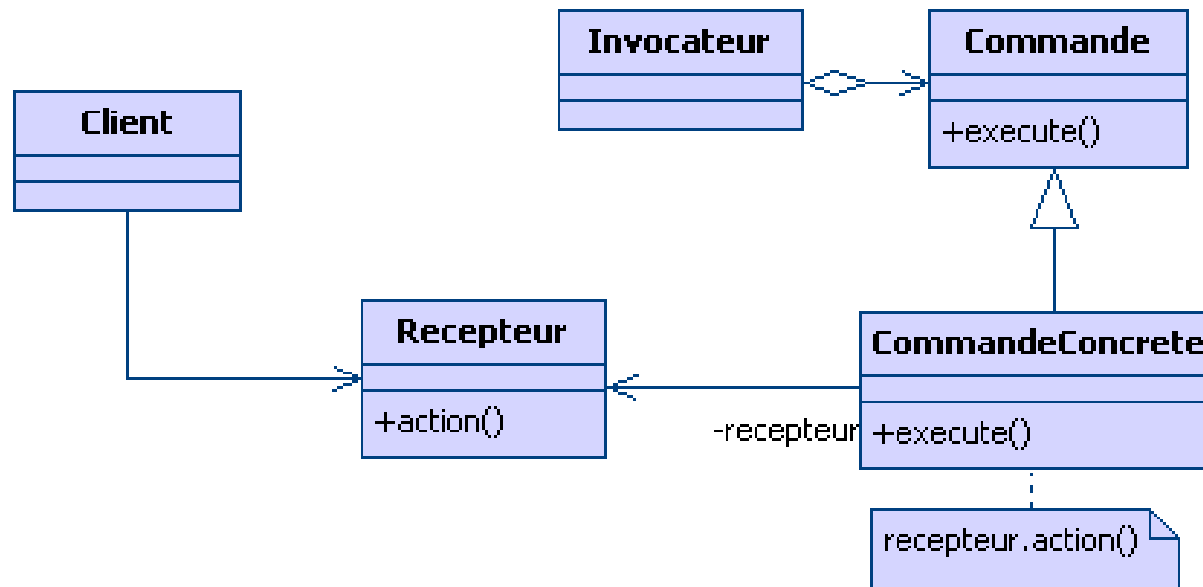 Invocateur
Commande
+execute()
Client
Recepteur
+action()
CommandeConcrete
+execute()
-recepteur
recepteur.action()